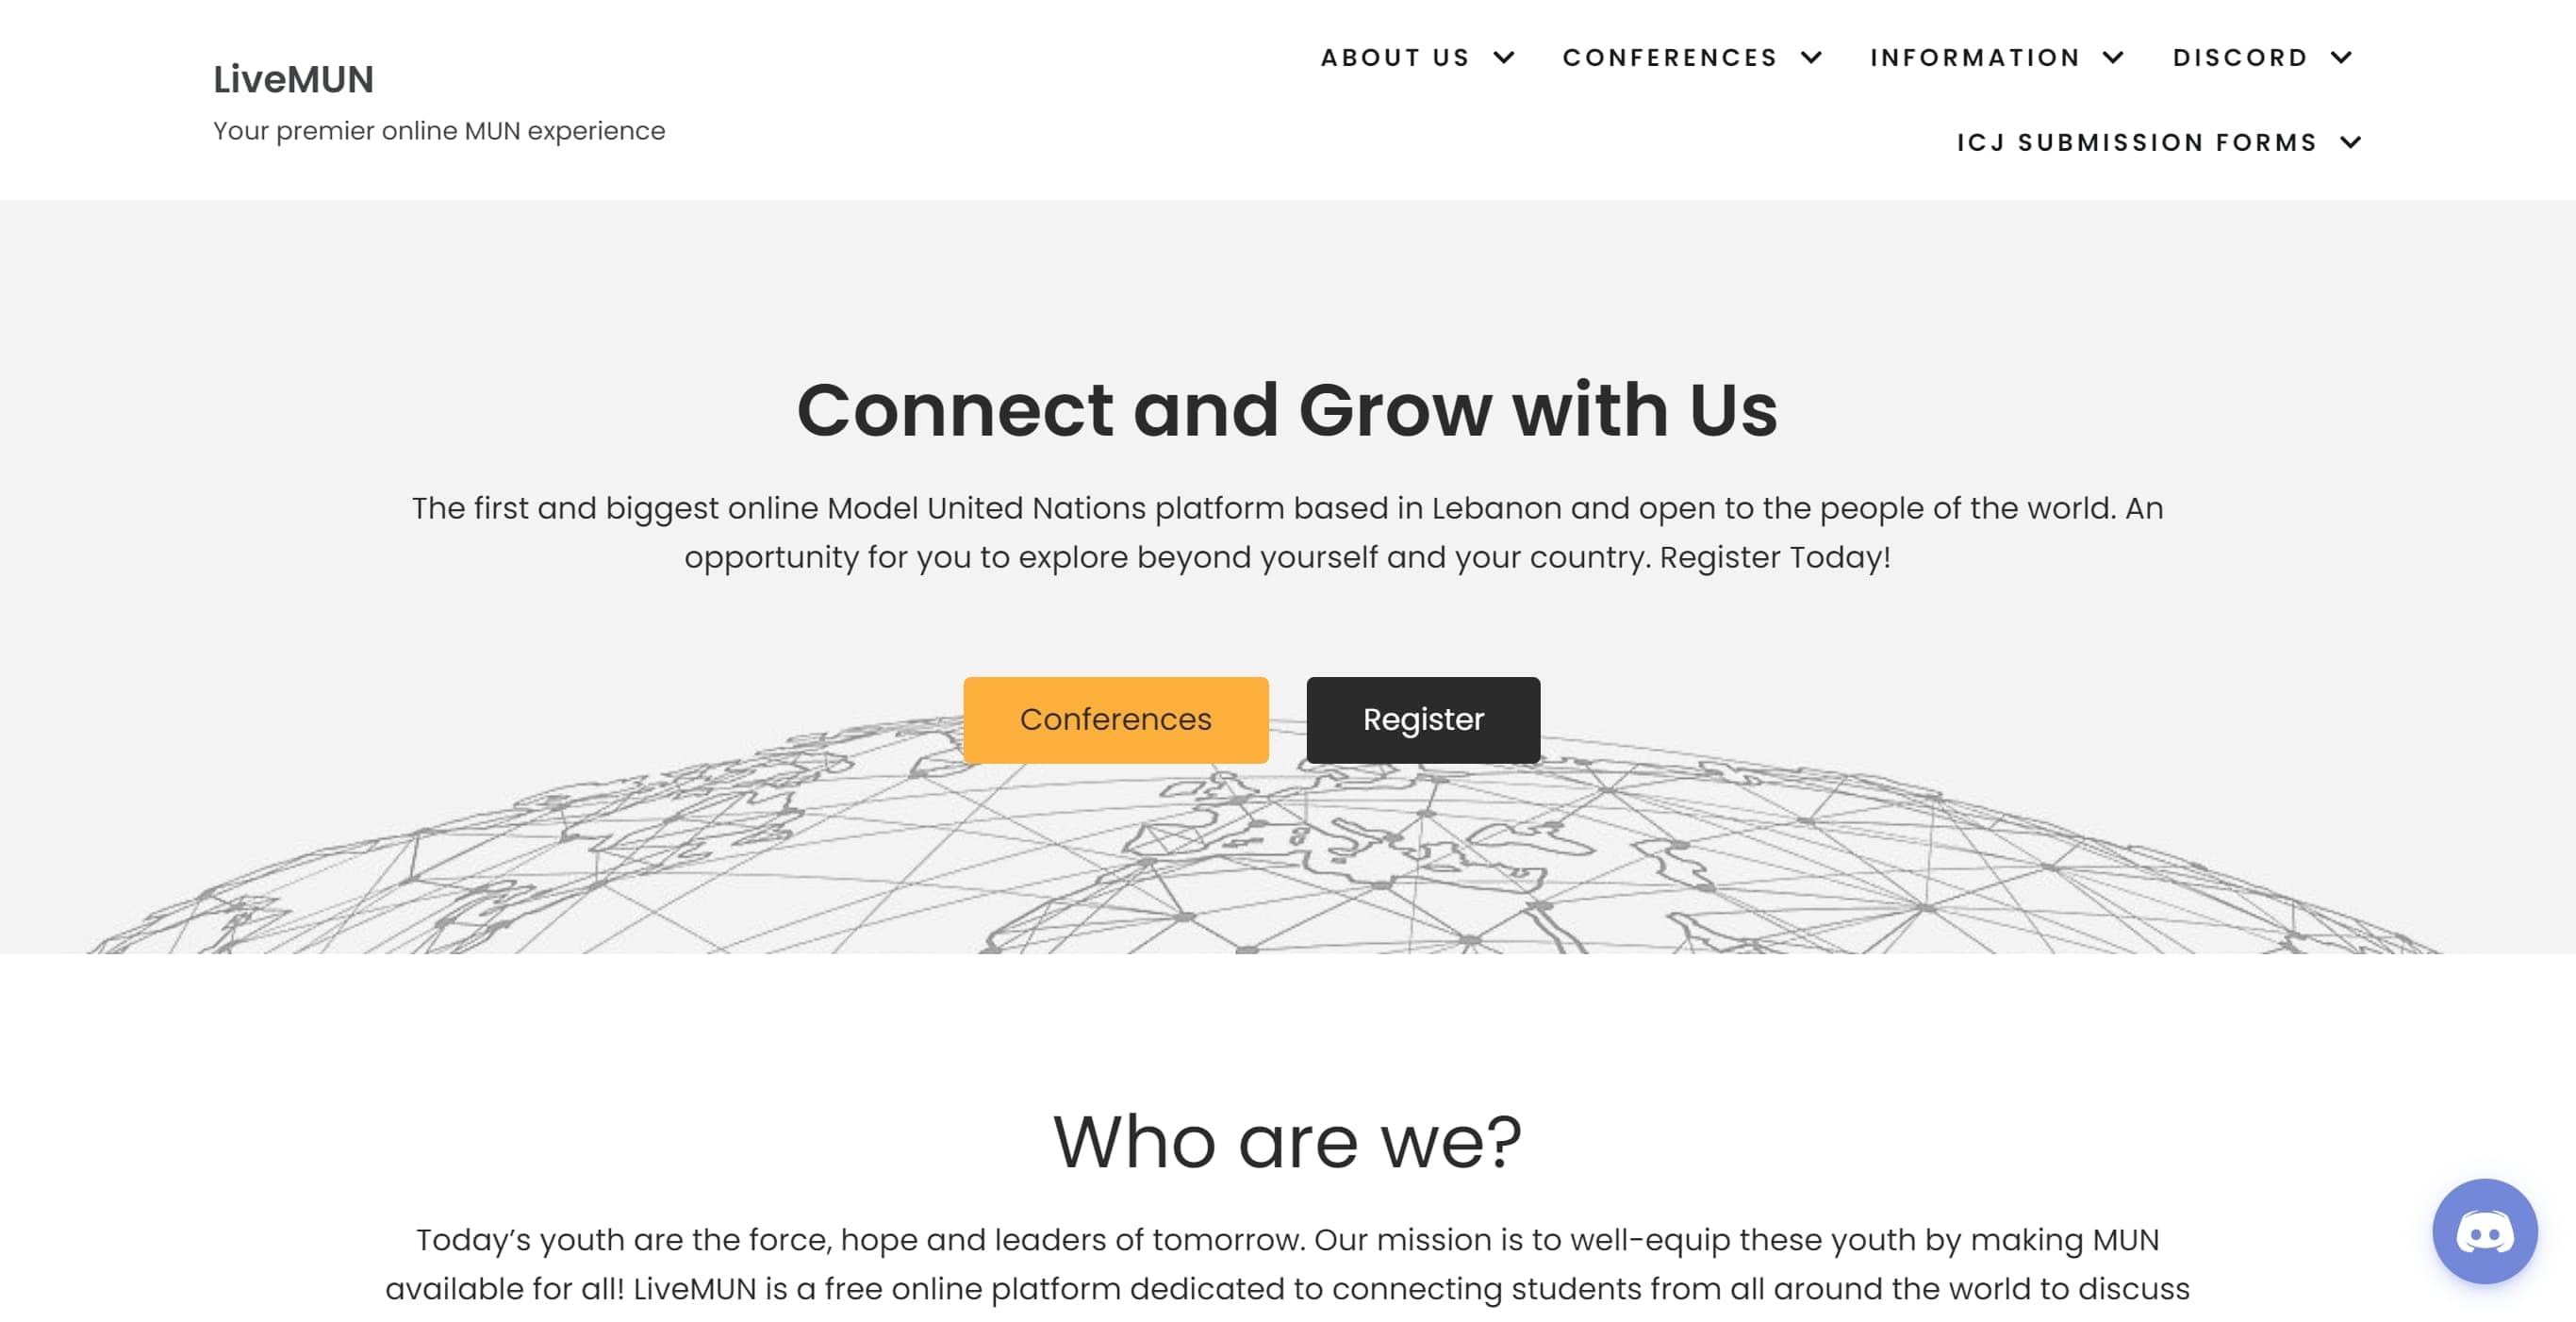 LiveMUN
Your premier online MUN experience
ABOUT US
CONFERENCES
INFORMATION
DISCORD
ICJ SUBMISSION FORMS
Connect and Grow with Us
The first and biggest online Model United Nations platform based in Lebanon and open to the people of the world. An
opportunity for you to explore beyond yourself and your country. Register Today!
Conferences
Register
Who are we?
Today’s youth are the force, hope and leaders of tomorrow. Our mission is to well-equip these youth by making MUN
available for all! LiveMUN is a free online platform dedicated to connecting students from all around the world to discuss